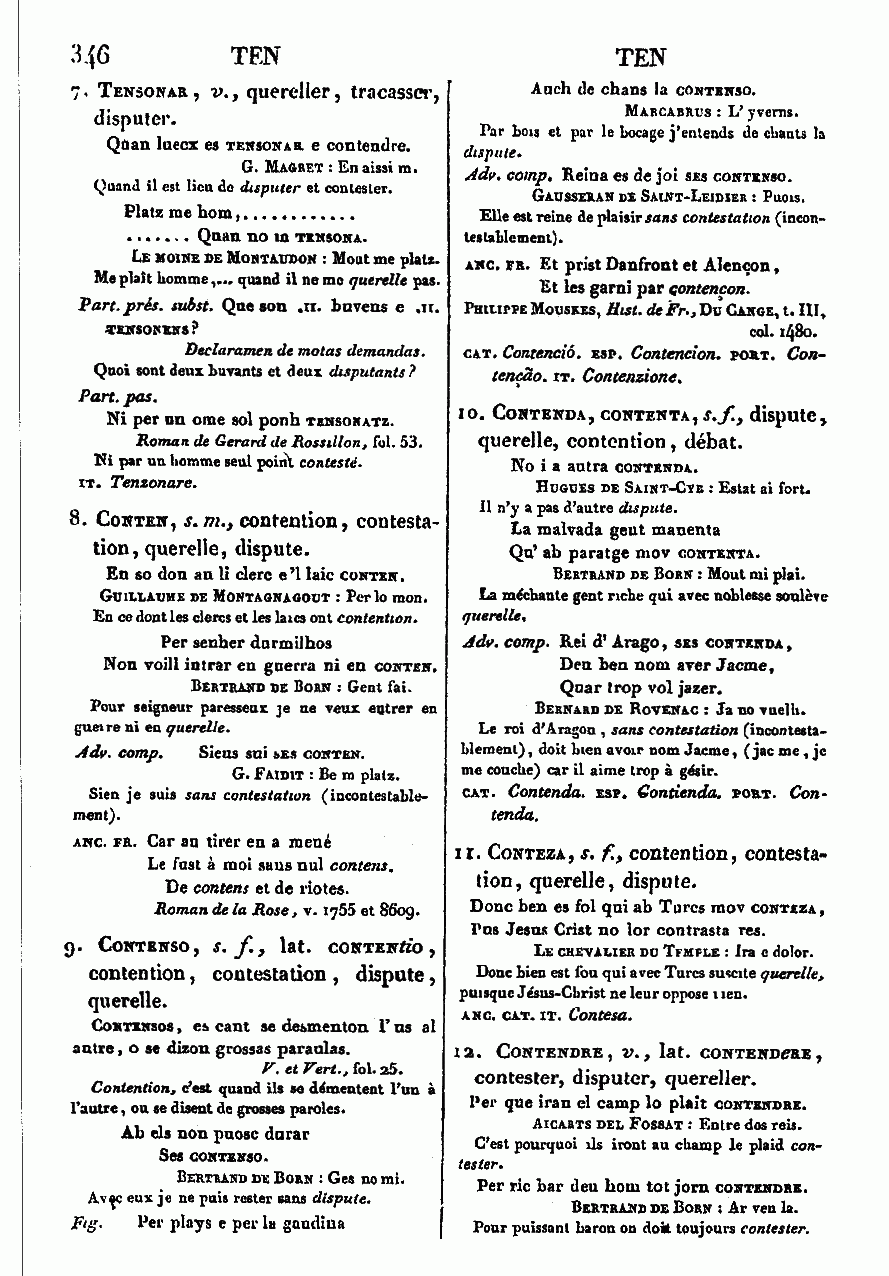 346 TEN TEN
7. TENSONAR, v., quereller, tracasser,
disputer.
Quan luecx es TENSONAR e contendre.
G. MAGRET : En aissi m.
Quand il est lieu de disputer et contester.
Platz me hom,............
....... Quan no m TENSONA.
LE MOINE DE MONTAUDON : Mout me platz.
Me plaît homme,... quand il ne me querelle pas.
Part. prés. subst. Que son .II. buvens e .II.
TENSONENS?
Declaramen de motas demandas.
Quoi sont deux buvants et deux disputants?
Part. pas.
Ni per un ome sol ponh TENSONATZ.
Roman de Gerard de Rossillon, fol. 53.
Ni par un homme seul point contesté.
IT. Tenzonare.
8. CONTEN, s. m., contention, contesta-
tion, querelle, dispute.
En so don an li clerc e'l laic CONTEN.
GUILLAUME DE MONTAGNAGOUT : Per lo mon.
En ce dont les clercs et les laics ont contention.
Per senher dormilhos
Non voill intrar en guerra ni en CONTEN.
BERTRAND DE BORN : Gent fai.
Pour seigneur paresseux je ne veux entrer en
guerre ni en querelle.
Adv. comp. Siens sui SES CONTEN.
G. FAIDIT : Be m platz.
Sien je suis sans contestation (incontestable-
ment).
ANC. FR. Car au tirer en a mené
Le fust à moi sans nul contens.
De contens et de riotes.
Roman de la Rose, v. 1755 et 8609.
9. CONTENSO, s. f., lat. CONTENTIO,
contention, contestation, dispute,
querelle.
CONTENSOS, es cant se desmenton l'us al
autre, o se dizon grossas paraulas.
V. et Vert., fol. 25.
Contention, c'est quand ils se démentent l'un à
l'autre, ou se disent de grosses paroles.
Ab els non puosc durar
Ses CONTENSO.
BERTRAND DE BORN : Ges no mi.
Avec eux je ne puis rester sans dispute.
Fig. Per plays e per la gaudina
Auch de chans la CONTENSO.
MARCABRUS : L'yverns.
Par bois et par le bocage j'entends de chants la
dispute.
Adv. comp. Reina es de joi SES CONTENSO.
GAUSSERAN DE SAINT-LEIDIER : Puois.
Elle est reine de plaisir sans contestation (incon-
testablement).
ANC. FR. Et prist Danfront et Alençon,
Et les garni par çontençon.
PHILIPPE MOUSKES, Hist. de Fr., DU CANGE, t. III,
col. 1480.
CAT. Contenció. ESP. Contencion. PORT. Con-
tenção. IT. Contenzione.
10. CONTENDA, CONTENTA, s. f., dispute,
querelle, contention, débat.
No i a autra CONTENDA.
HUGUES DE SAINT-CYR : Estat ai fort.
Il n'y a pas d'autre dispute.
La malvada gent manenta
Qu'ab paratge mov CONTENTA.
BERTRAND DE BORN : Mout mi plai.
La méchante gent riche qui avec noblesse soulève
querelle.
Adv. comp. Rei d'Arago, SES CONTENDA,
Deu ben nom aver Jacme,
Quar trop vol jazer.
BERNARD DE ROVENAC : Ja no vuelh.
Le roi d'Aragon, sans contestation (incontesta-
blement), doit bien avoir nom Jacme, (jac me, je
me couche) car il aime trop à gésir.
CAT. Contenda. ESP. Contienda. PORT. Con-
tenda.
11. CONTEZA, s. f., contention, contesta-
tion, querelle, dispute.
Donc ben es fol qui ab Turcs mov CONTEZA,
Pus Jesus Crist no lor contrasta res.
LE CHEVALIER DU TEMPLE : Ira e dolor.
Donc bien est fou qui avec Turcs suscite querelle,
puisque Jésus-Christ ne leur oppose rien.
ANC. CAT. IT. Contesa.
12. CONTENDRE, v., lat. CONTENDERE,
contester, disputer, quereller.
Per que iran el camp lo plait CONTENDRE.
AICARTS DEL FOSSAT : Entre dos reis.
C'est pourquoi ils iront au champ le plaid con-
tester.
Per ric bar deu hom tot jorn CONTENDRE.
BERTRAND DE BORN : Ar ven la.
Pour puissant baron on doit toujours contester.